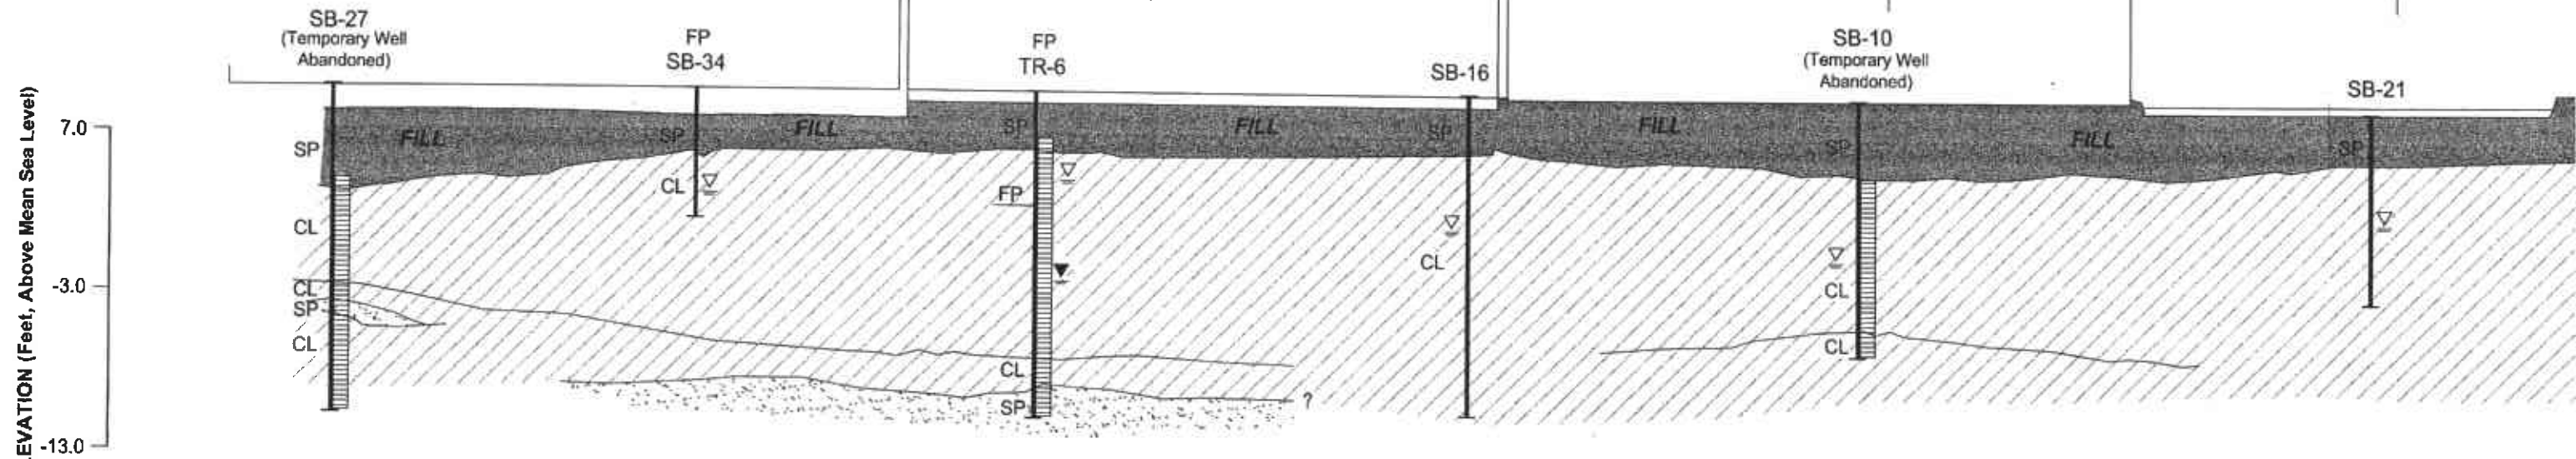 SB-27
(Temporary Well
Abandoned)
FP
SB-34
FP
TR-6
SB-16
SB-10
(Temporary Well
Abandoned)
SB-21
EVATION (Feet, Above Mean Sea Level)
7.0
-3.0
-13.0
SP
FILL
SP
FILL
SP
FILL
SP
FILL
SP
FILL
SP
CL
CL
FP
CL
CL
CL
SP
CL
CL
CL
CL
SP
?